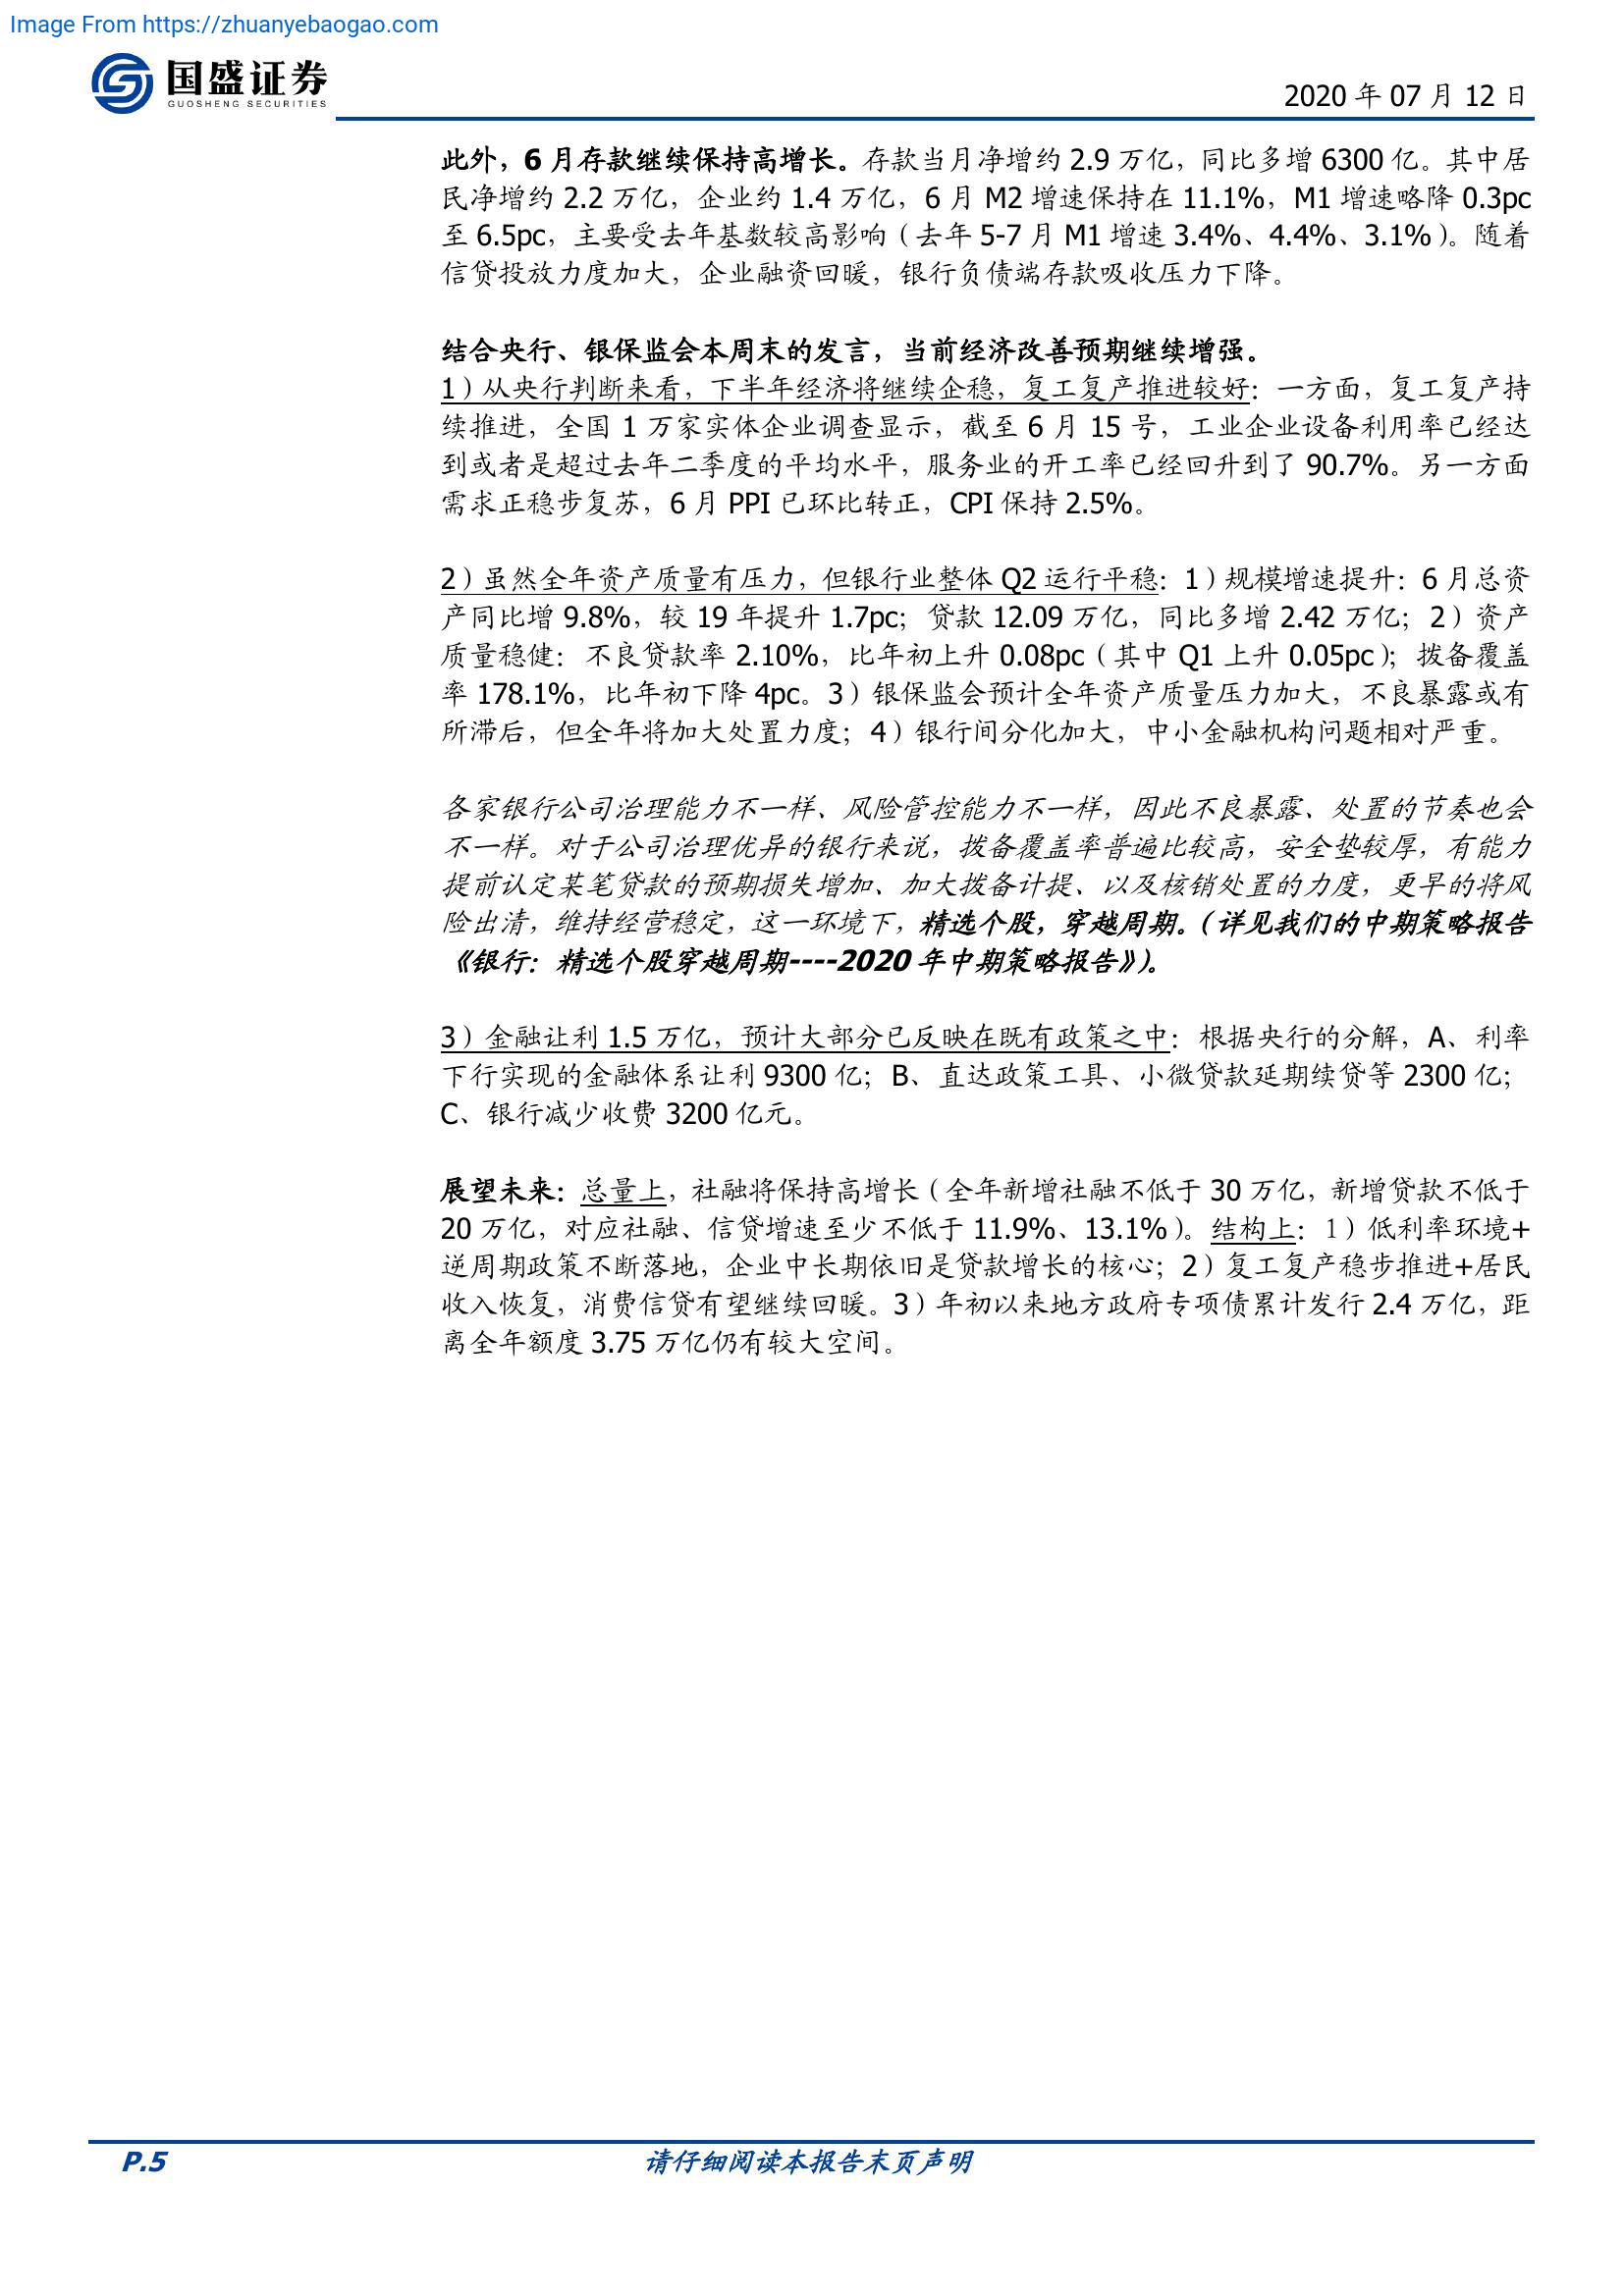 Image From https://zhuanyebaogao.com
国盛证券
GUOSHENG SECURITIES
2020 年 07 月 12 日
此外，6 月存款继续保持高增长。存款当月净增约 2.9 万亿，同比多增 6300 亿。其中居
民净增约 2.2 万亿，企业约 1.4 万亿，6 月 M2 增速保持在 11.1%，M1 增速略降 0.3pc
至 6.5pc，主要受去年基数较高影响（去年 5-7 月 M1 增速 3.4%、4.4%、3.1%）。随着
信贷投放力度加大，企业融资回暖，银行负债端存款吸收压力下降。
结合央行、银保监会本周末的发言，当前经济改善预期继续增强。
1）从央行判断来看，下半年经济将继续企稳，复工复产推进较好：一方面，复工复产持
续推进，全国 1 万家实体企业调查显示，截至 6 月 15 号，工业企业设备利用率已经达
到或者是超过去年二季度的平均水平，服务业的开工率已经回升到了 90.7%。另一方面
需求正稳步复苏，6 月 PPI 已环比转正，CPI 保持 2.5%。
2）虽然全年资产质量有压力，但银行业整体 Q2 运行平稳：1）规模增速提升：6 月总资
产同比增 9.8%，较 19 年提升 1.7pc；贷款 12.09 万亿，同比多增 2.42 万亿；2）资产
质量稳健：不良贷款率 2.10%，比年初上升 0.08pc（其中 Q1 上升 0.05pc）；拨备覆盖
率 178.1%，比年初下降 4pc。3）银保监会预计全年资产质量压力加大，不良暴露或有
所滞后，但全年将加大处置力度；4）银行间分化加大，中小金融机构问题相对严重。
各家银行公司治理能力不一样、风险管控能力不一样，因此不良暴露、处置的节奏也会
不一样。对于公司治理优异的银行来说，拨备覆盖率普遍比较高，安全垫较厚，有能力
提前认定某笔贷款的预期损失增加、加大拨备计提、以及核销处置的力度，更早的将风
险出清，维持经营稳定，这一环境下，精选个股，穿越周期。（详见我们的中期策略报告
《银行：精选个股穿越周期----2020 年中期策略报告》）。
3）金融让利 1.5 万亿，预计大部分已反映在既有政策之中：根据央行的分解，A、利率
下行实现的金融体系让利 9300 亿；B、直达政策工具、小微贷款延期续贷等 2300 亿；
C、银行减少收费 3200 亿元。
展望未来：总量上，社融将保持高增长（全年新增社融不低于 30 万亿，新增贷款不低于
20 万亿，对应社融、信贷增速至少不低于 11.9%、13.1%）。结构上：1）低利率环境+
逆周期政策不断落地，企业中长期依旧是贷款增长的核心；2）复工复产稳步推进+居民
收入恢复，消费信贷有望继续回暖。3）年初以来地方政府专项债累计发行 2.4 万亿，距
离全年额度 3.75 万亿仍有较大空间。
P.5
请仔细阅读本报告末页声明